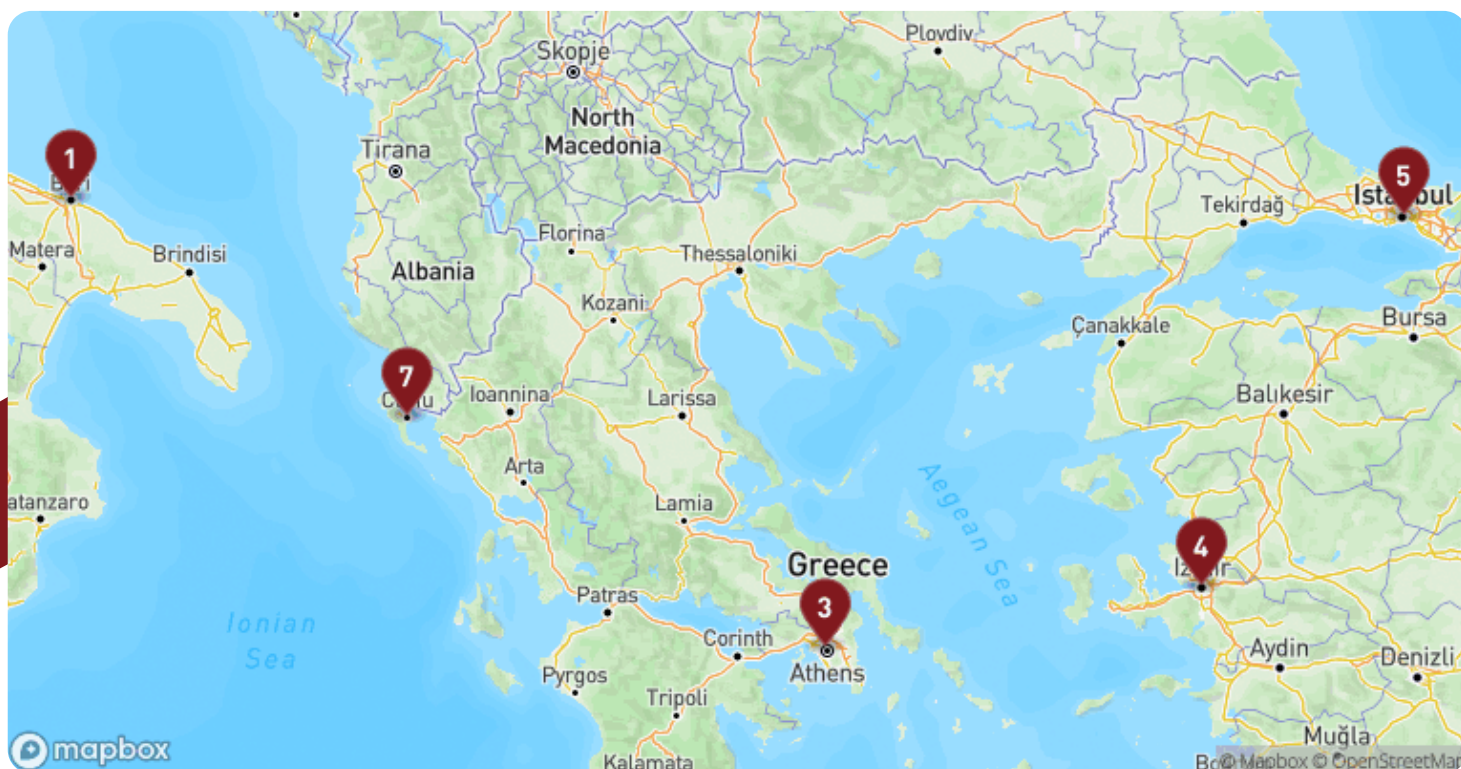 Skopje
Plovdiv
North
Macedonia
Tirana
1
5
Istanbul
Tekirdağ
Matera
Brindisi
Florina
Thessaloniki
Albania
Kozani
Çanakkale
Bursa
7
Ioannina
Larissa
Balıkesir
Arta
atanzaro
Lamia
Aegean Sea
4
Greece
3
Patras
Ionian
Sea
Corinth
Athens
Aydin
Denizli
Pyrgos
Tripoli
Muğla
mapbox
Kalamata
© Mapbox © OpenStreetMap